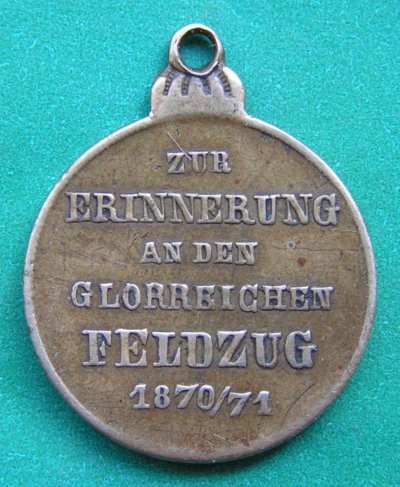 ZUR
ERINNERUNG
AN DEN
GLORREICHEN
FELDZUG
1870/71